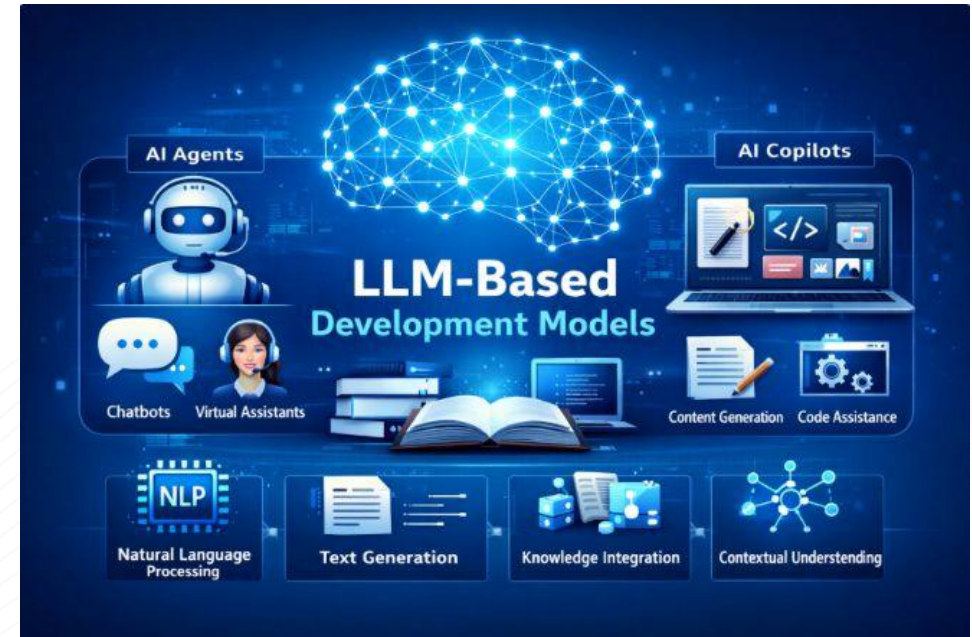 AI Agents
AI Copilots
</>
LLM-Based
Development Models
Chatbots
Virtual Assistants
Content Generation
Code Assistance
NLP
Natural Language
Processing
Text Generation
Knowledge Integration
Contextual Understending